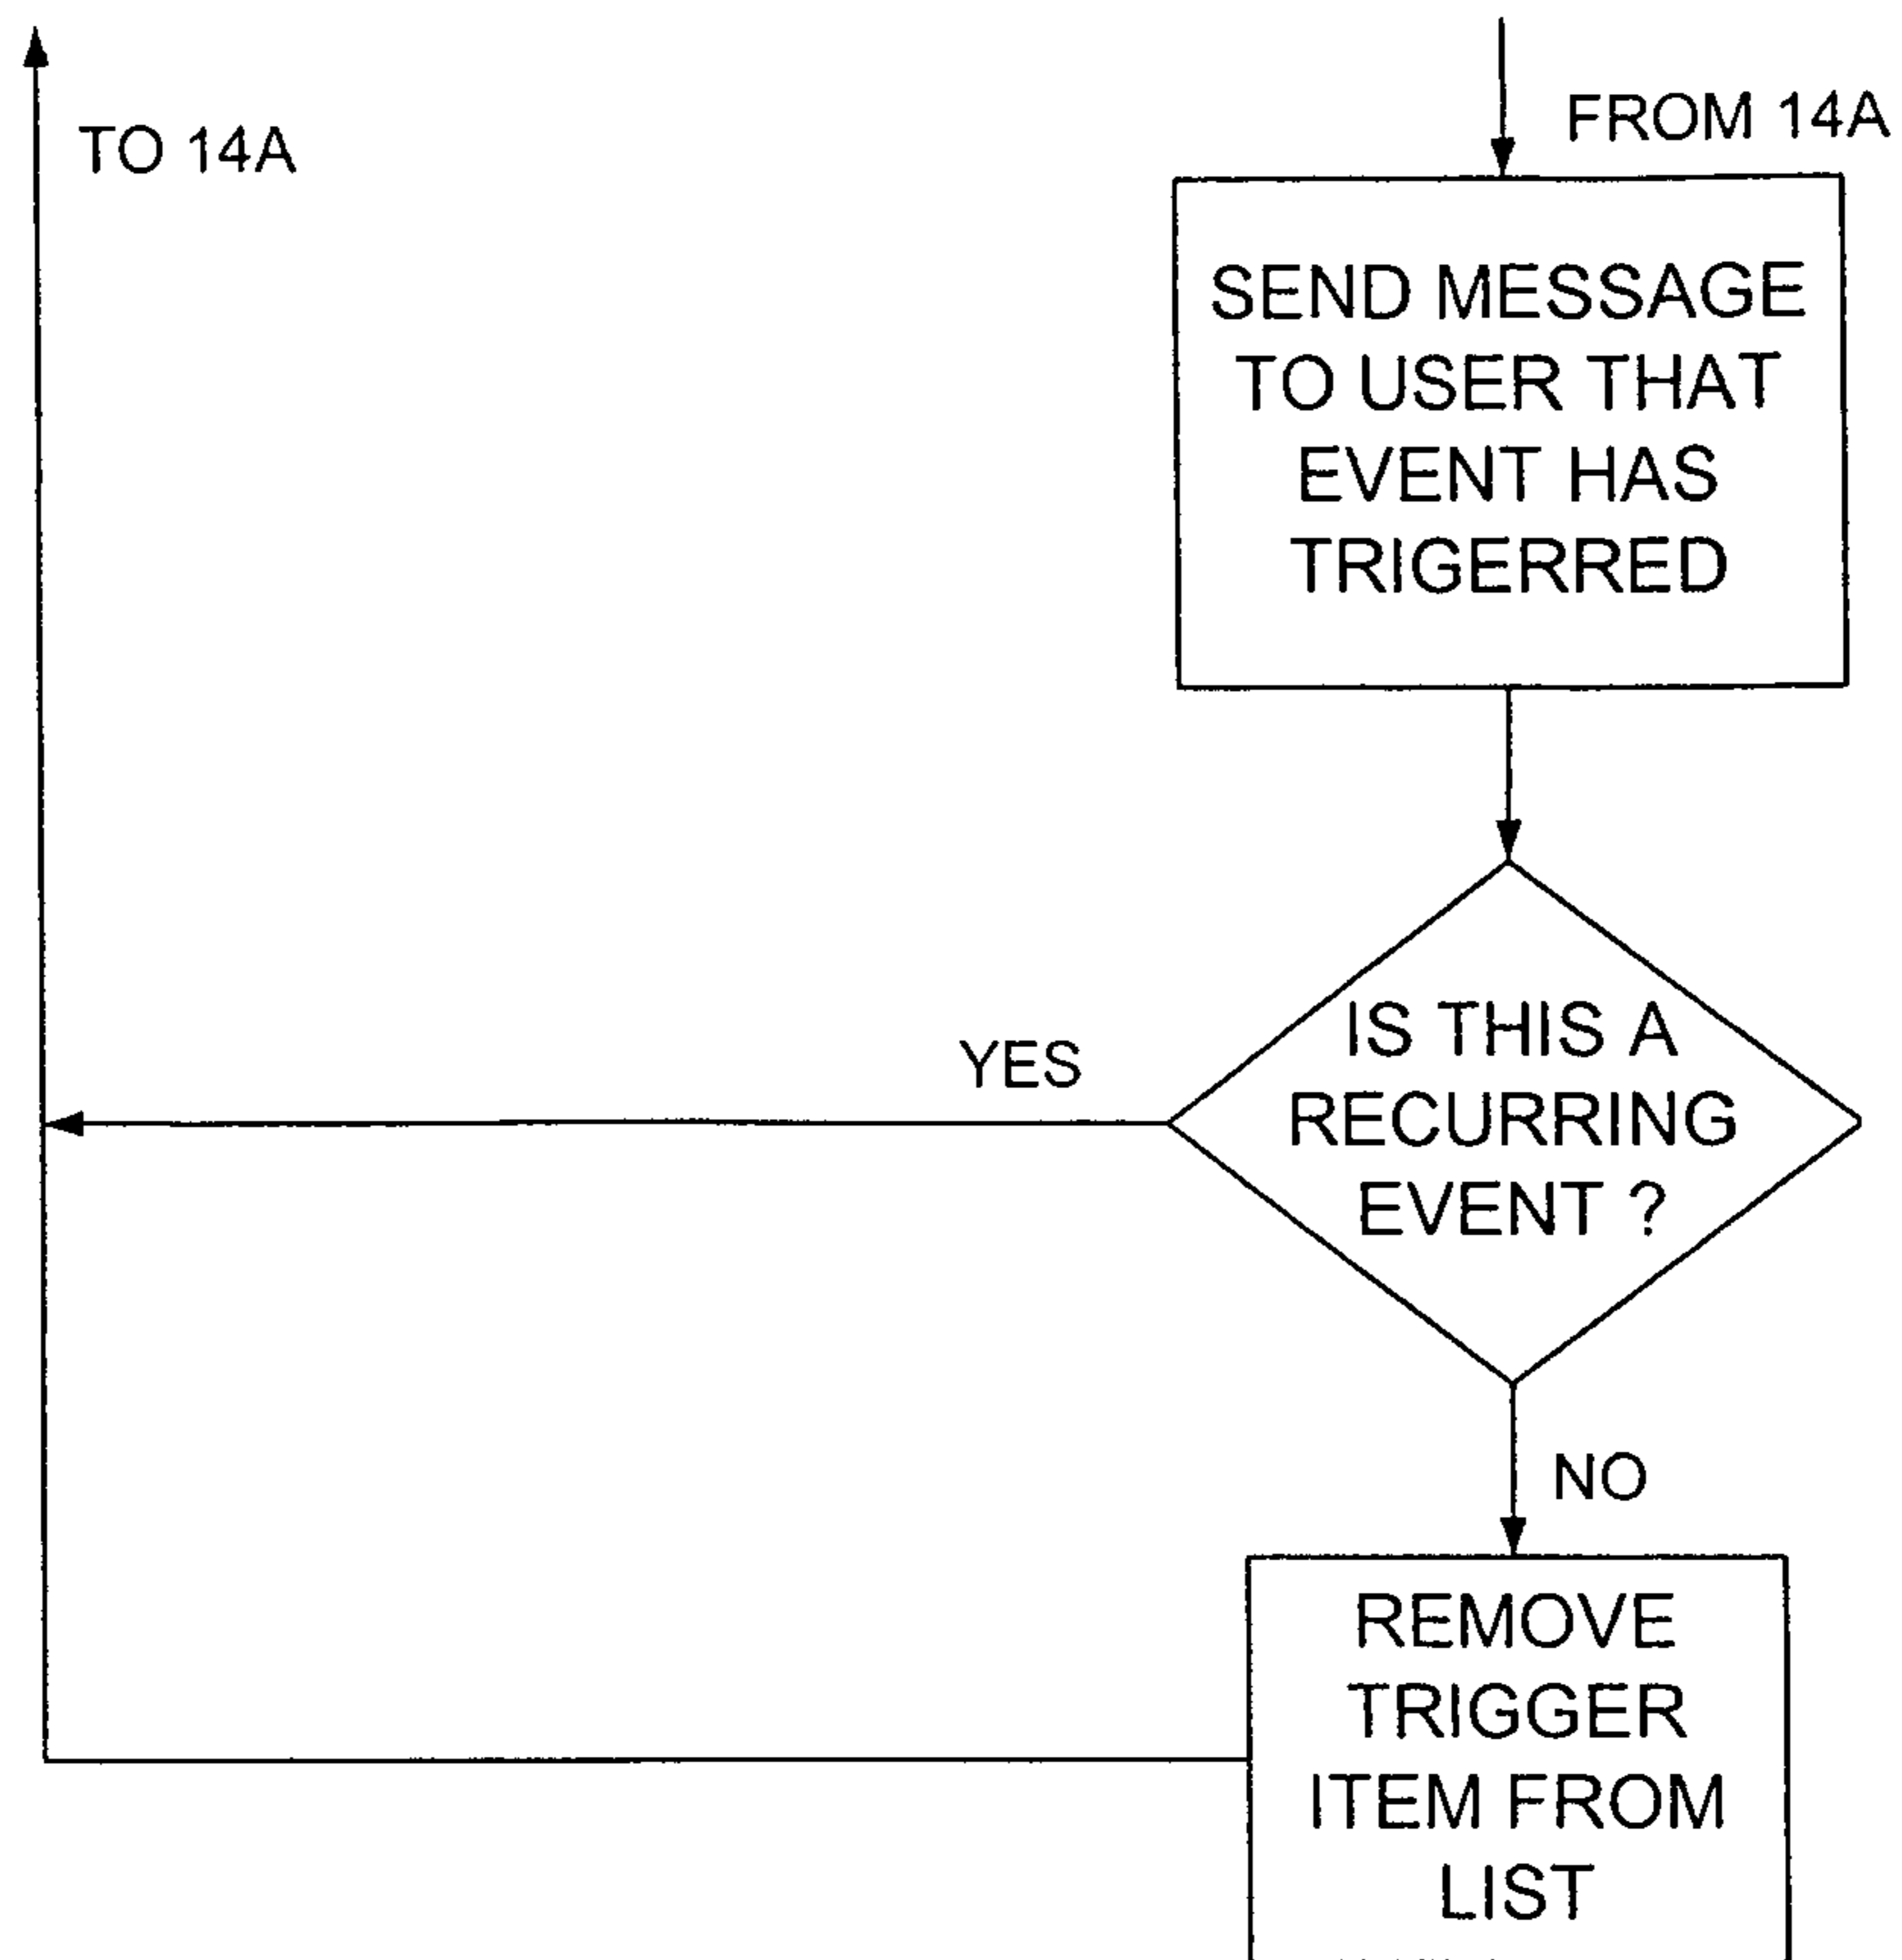 TO 14A
FROM 14A
SEND MESSAGE
TO USER THAT
EVENT HAS
TRIGERRED
IS THIS A
RECURRING
EVENT ?
YES
NO
REMOVE
TRIGGER
ITEM FROM
LIST